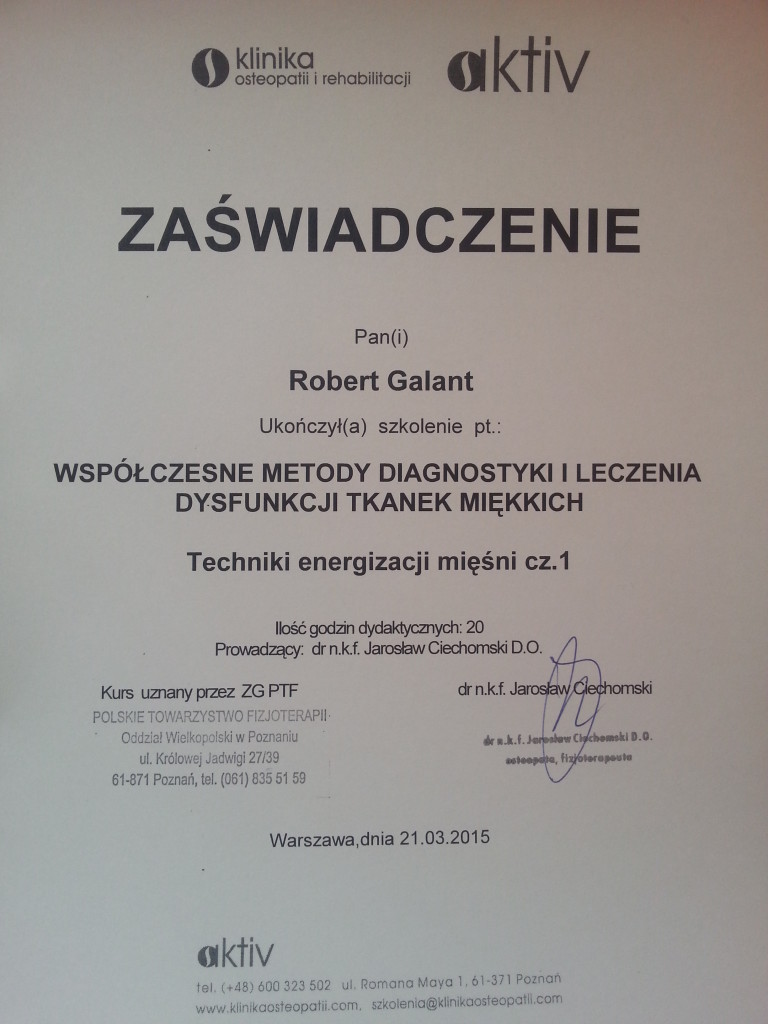 klinika
osteopatii i rehabilitacji
aktiv
ZAŚWIADCZENIE
Pan(i)
Robert Galant
Ukończył(a) szkolenie pt.:
WSPÓŁCZESNE METODY DIAGNOSTYKI I LECZENIA
DYSFUNKCJI TKANEK MIĘKKICH
Techniki energizacji mięśni cz.1
Ilość godzin dydaktycznych: 20
Prowadzący: dr n.k.f. Jarosław Ciechomski D.O.
Kurs uznany przez ZG PTF
POLSKIE TOWARZYSTWO FIZJOTERAPII
Oddział Wielkopolski w Poznaniu
ul. Królowej Jadwigi 27/39
61-871 Poznań, tel. (061) 835 51 59
dr n.k.f. Jarosław Ciechomski
dr n.k.f. Jarosław Ciechomski D.O.
osteopata, fizjoterapeuta
Warszawa,dnia 21.03.2015
aktiv
tel. (+48) 600 323 502 ul. Romana Maya 1, 61-371 Poznań
www.klinikaosteopatii.com, szkolenia@klinikaosteopatii.com